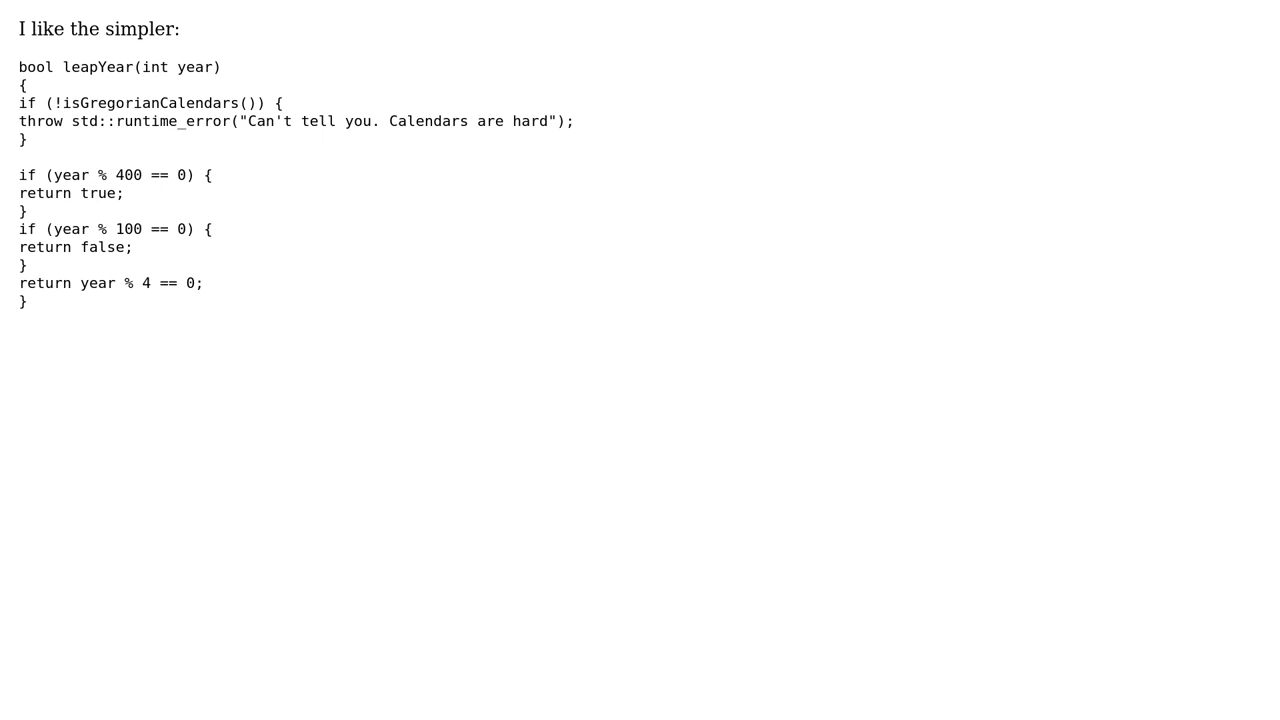 I like the simpler:
bool leapYear(int year)
{
if (!isGregorianCalendars()) {
throw std::runtime_error("Can't tell you. Calendars are hard");
}
if (year % 400 == 0) {
return true;
}
if (year % 100 == 0) {
return false;
}
return year % 4 == 0;
}